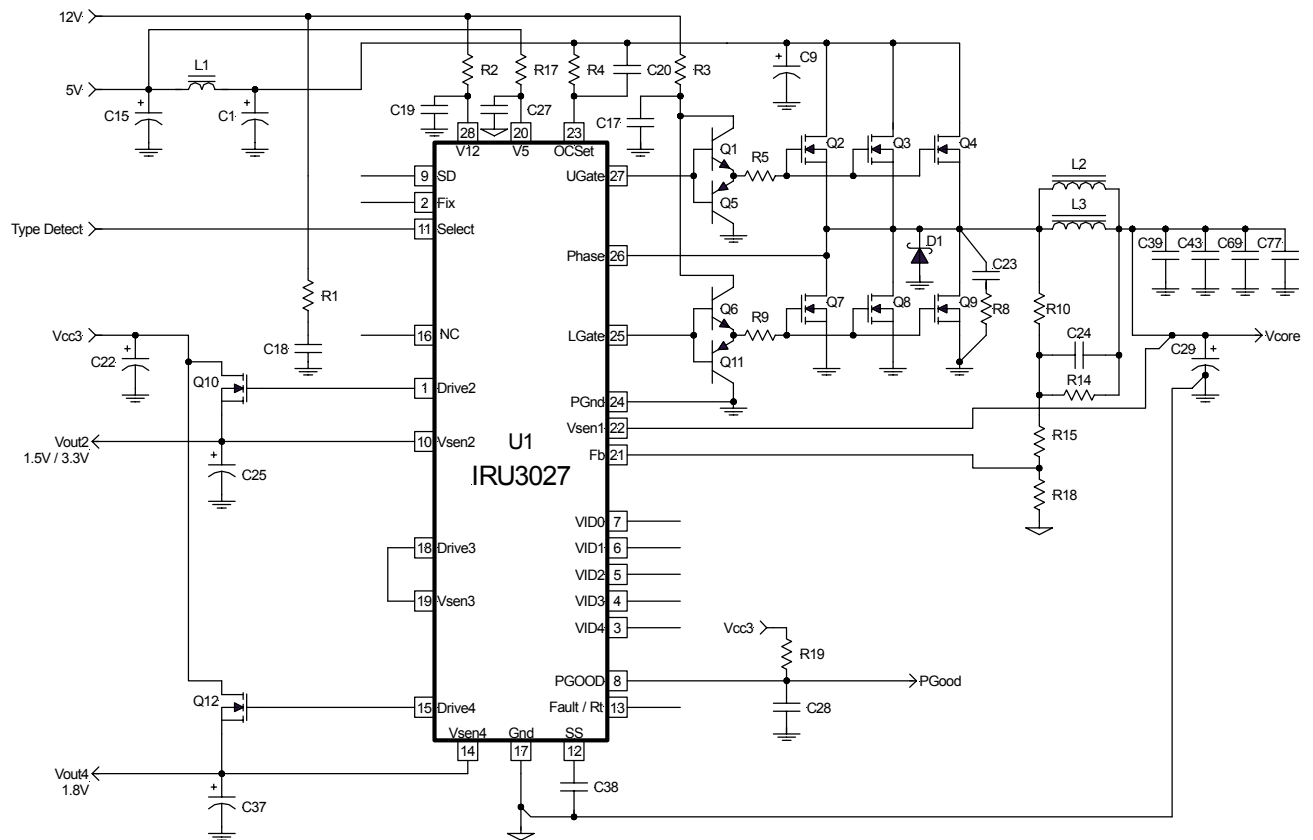 12V
L1
R2
R17
R4
C20
R3
C9
5V
C15
C1
C19
C27
C17
28
20
23
V12
V5
OCSet
Q1
Q2
Q3
Q4
R5
9 SD
UGate 27
2 Fix
Q5
L2
Type Detect
11 Select
L3
Phase 26
D1
C23
C39
C43
C69
C77
R1
Q6
Q7
Q8
Q9
R8
R10
Vcc3
16 NC
LGate 25
R9
C24
Vcore
C22
C18
Q11
C29
Q10
1 Drive2
R14
PGnd 24
Vsen1 22
Vout2
10 Vsen2
U1
R15
1.5V / 3.3V
Fb 21
C25
IRU3027
R18
VID0 7
18 Drive3
VID1 6
VID2 5
19 Vsen3
VID3 4
VID4 3
Vcc3
R19
PGOOD 8
PGood
Q12
15 Drive4
Fault / Rt 13
C28
Vsen4
Gnd
SS
14
17
12
Vout4
1.8V
C38
C37